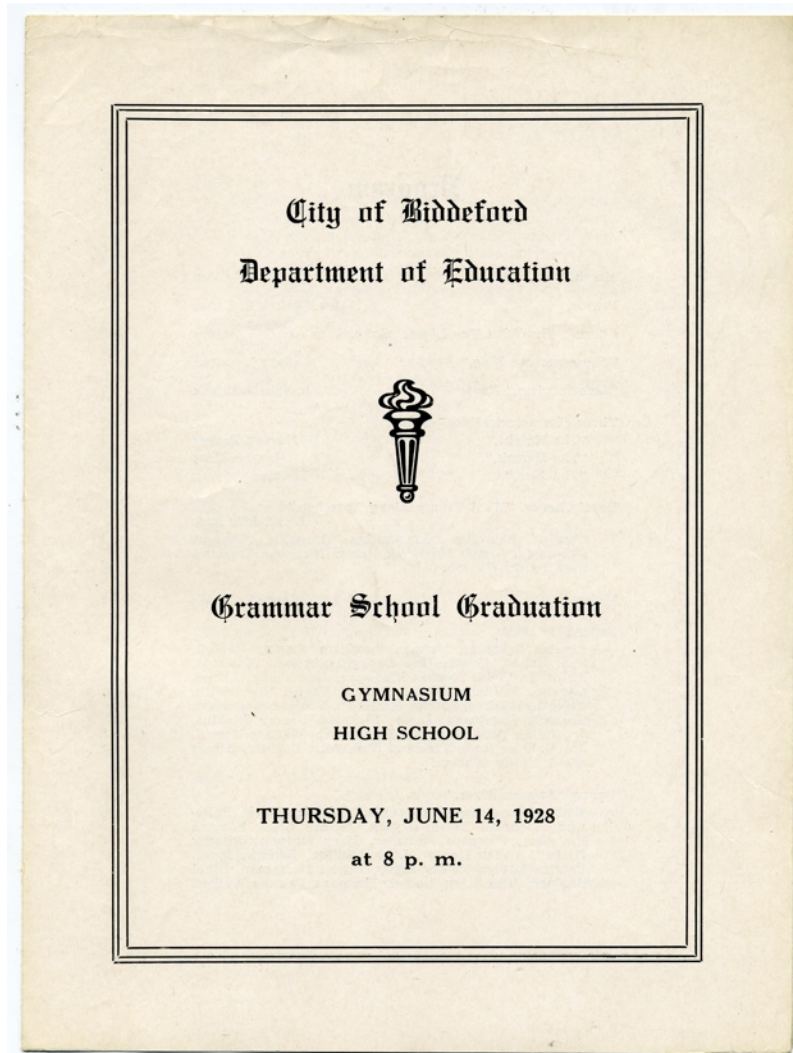 City of Biddeford
Department of Education
Grammar School Graduation
GYMNASIUM
HIGH SCHOOL
THURSDAY, JUNE 14, 1928
at 8 p. m.